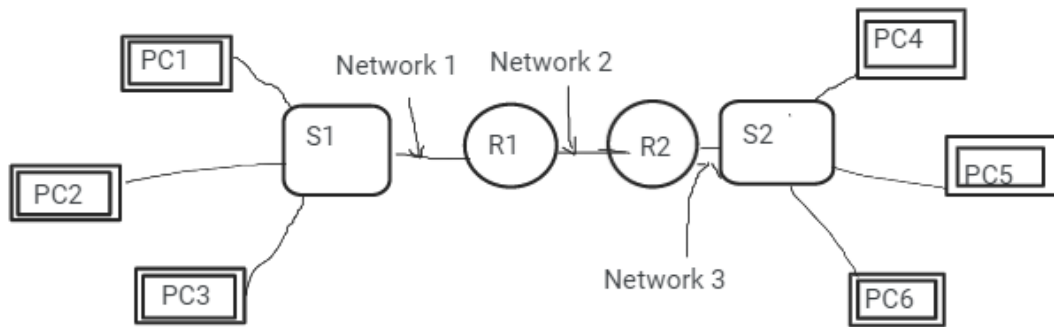 PC1
Network 1
Network 2
PC4
S1
R1
R2
S2
PC2
PC5
PC3
Network 3
PC6